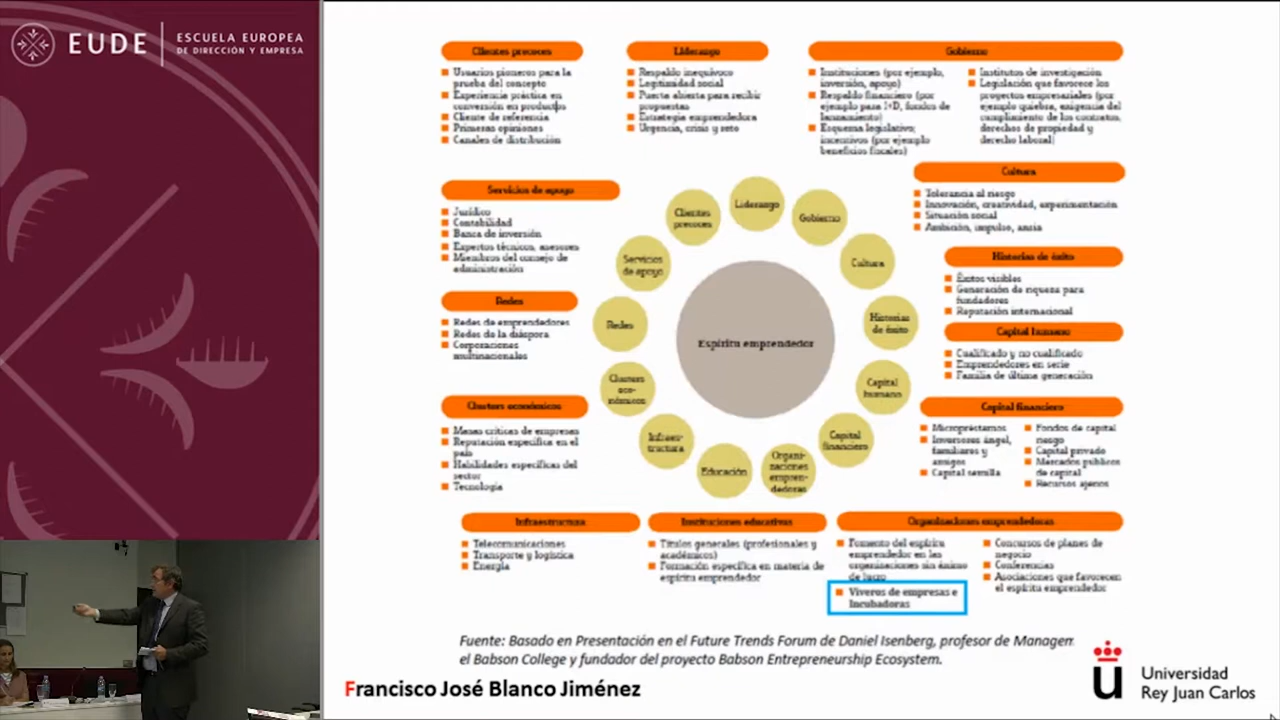 EUDE
ESCUELA EUROPEA
DE DIRECCIÓN Y EMPRESA
Clientes precoces
Usuarios pioneros para la
prueba del concepto
Experiencia práctica en
conversión en productos
Cliente de referencia
Primeras opiniones
Canales de distribución
Liderazgo
Respaldo inequívoco
Legitimidad social
Puerta abierta para recibir
propuestas
Estrategia emprendedora
Urgencia, crisis y reto
Gobierno
Instituciones (por ejemplo,
inversión, apoyo)
Respaldo financiero (por
ejemplo para I+D, fondos de
lanzamiento)
Esquema legislativo;
incentivos (por ejemplo
beneficios fiscales)
Institutos de investigación
Legislación que favorece los
proyectos empresariales (por
ejemplo quiebra, exigencia del
cumplimiento de los contratos,
derechos de propiedad y
derecho laboral)
Servicios de apoyo
Jurídico
Contabilidad
Banca de inversión
Expertos técnicos, asesores
Miembros del consejo de
administración
Redes
Redes de emprendedores
Redes de la diáspora
Corporaciones
multinacionales
Clusters económicos
Masas críticas de empresas
Reputación específica en el
país
Habilidades específicas del
sector
Tecnología
Clientes
precoces
Liderazgo
Gobierno
Servicios
de apoyo
Cultura
Redes
Espíritu emprendedor
Historias
de éxito
Clusters
eco-
nómicos
Capital
humano
Infraes-
tructura
Capital
financiero
Educación
Organi-
zaciones
empren-
dedoras
Cultura
Tolerancia al riesgo
Innovación, creatividad, experimentación
Situación social
Ambición, impulso, ansia
Historias de éxito
Éxitos visibles
Generación de riqueza para
fundadores
Reputación internacional
Capital humano
Cualificado y no cualificado
Emprendedores en serie
Familia de última generación
Capital financiero
Micropréstamos
Inversores ángel,
familiares y
amigos
Capital semilla
Fondos de capital
riesgo
Capital privado
Mercados públicos
de capital
Recursos ajenos
Infraestructura
Telecomunicaciones
Transporte y logística
Energía
Instituciones educativas
Títulos generales (profesionales y
académicos)
Formación específica en materia de
espíritu emprendedor
Organizaciones emprendedoras
Fomento del espíritu
emprendedor en las
organizaciones sin ánimo
de lucro
Viveros de empresas e
Incubadoras
Concursos de planes de
negocio
Conferencias
Asociaciones que favorecen
el espíritu emprendedor
Fuente: Basado en Presentación en el Future Trends Forum de Daniel Isenberg, profesor de Managem
el Babson College y fundador del proyecto Babson Entrepreneurship Ecosystem.
Francisco José Blanco Jiménez
u
Universidad
Rey Juan Carlos